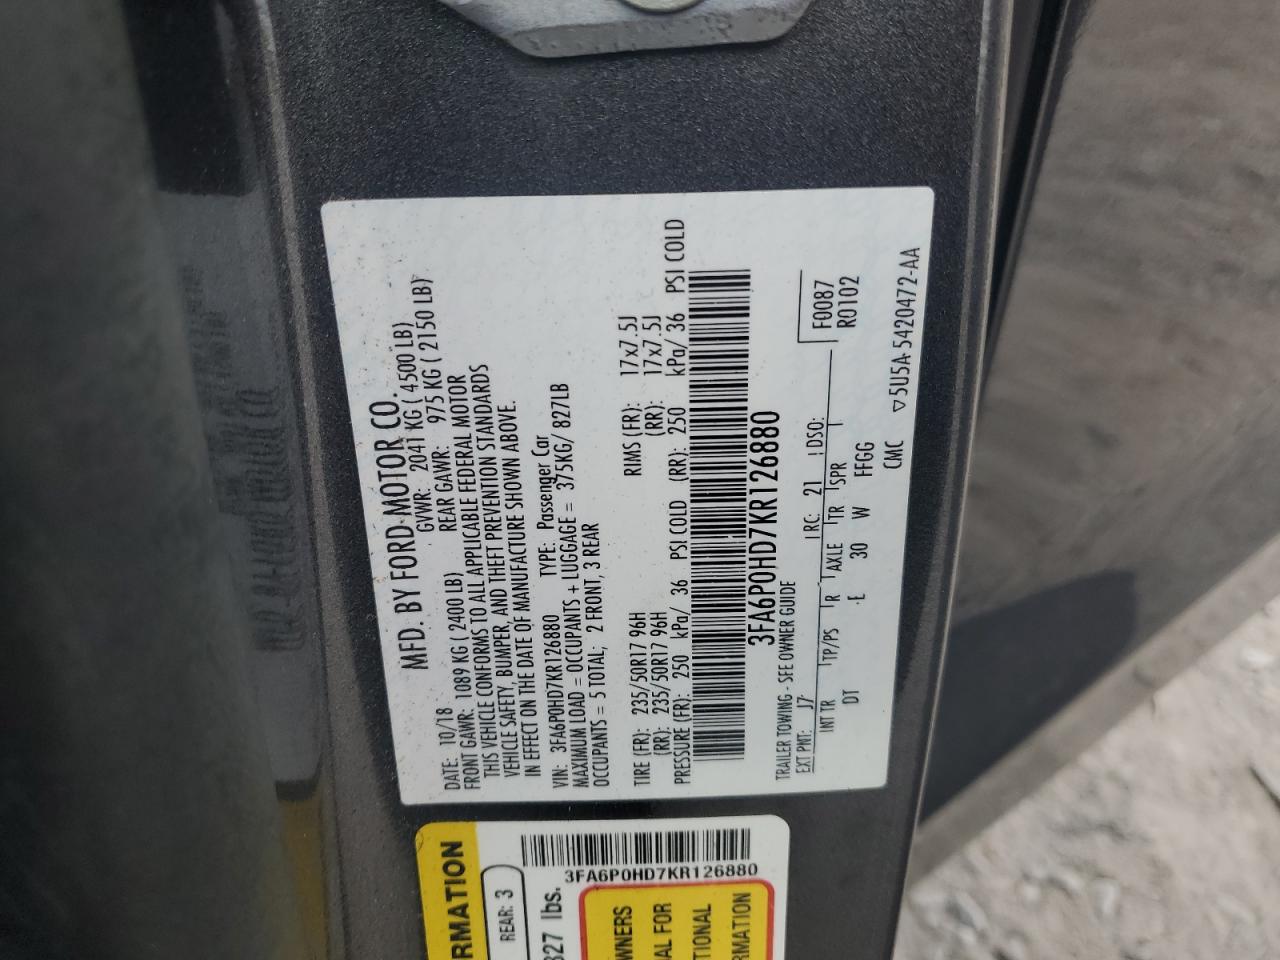 MFD. BY FORD MOTOR CO.
DATE: 10/18 GVWR: 2041 KG ( 4500 LB)
FRONT GAWR: 1089 KG ( 2400 LB) REAR GAWR: 975 KG ( 2150 LB)
THIS VEHICLE CONFORMS TO ALL APPLICABLE FEDERAL MOTOR
VEHICLE SAFETY, BUMPER, AND THEFT PREVENTION STANDARDS
IN EFFECT ON THE DATE OF MANUFACTURE SHOWN ABOVE.
VIN: 3FA6P0HD7KR126880 TYPE: Passenger Car
MAXIMUM LOAD = OCCUPANTS + LUGGAGE = 375KG/ 827LB
OCCUPANTS = 5 TOTAL; 2 FRONT, 3 REAR
TIRE (FR): 235/50R17 96H RIMS (FR): 17x7.5J
(RR): 235/50R17 96H (RR): 17x7.5J
PRESSURE (FR): 250 kPa/ 36 PSI COLD (RR): 250 kPa/ 36 PSI COLD
3FA6P0HD7KR126880
TRAILER TOWING - SEE OWNER GUIDE
EXT PNT: J7 RC: 21 DSO: F0087
INT TR TP/PS R AXLE TR SPR R0102
DT E 30 W FFGG
CMC ▽5U5A-5420472-AA
RMATION
REAR: 3
327 lbs.
3FA6P0HD7KR126880
WNERS
AL FOR
TIONAL
RMATION